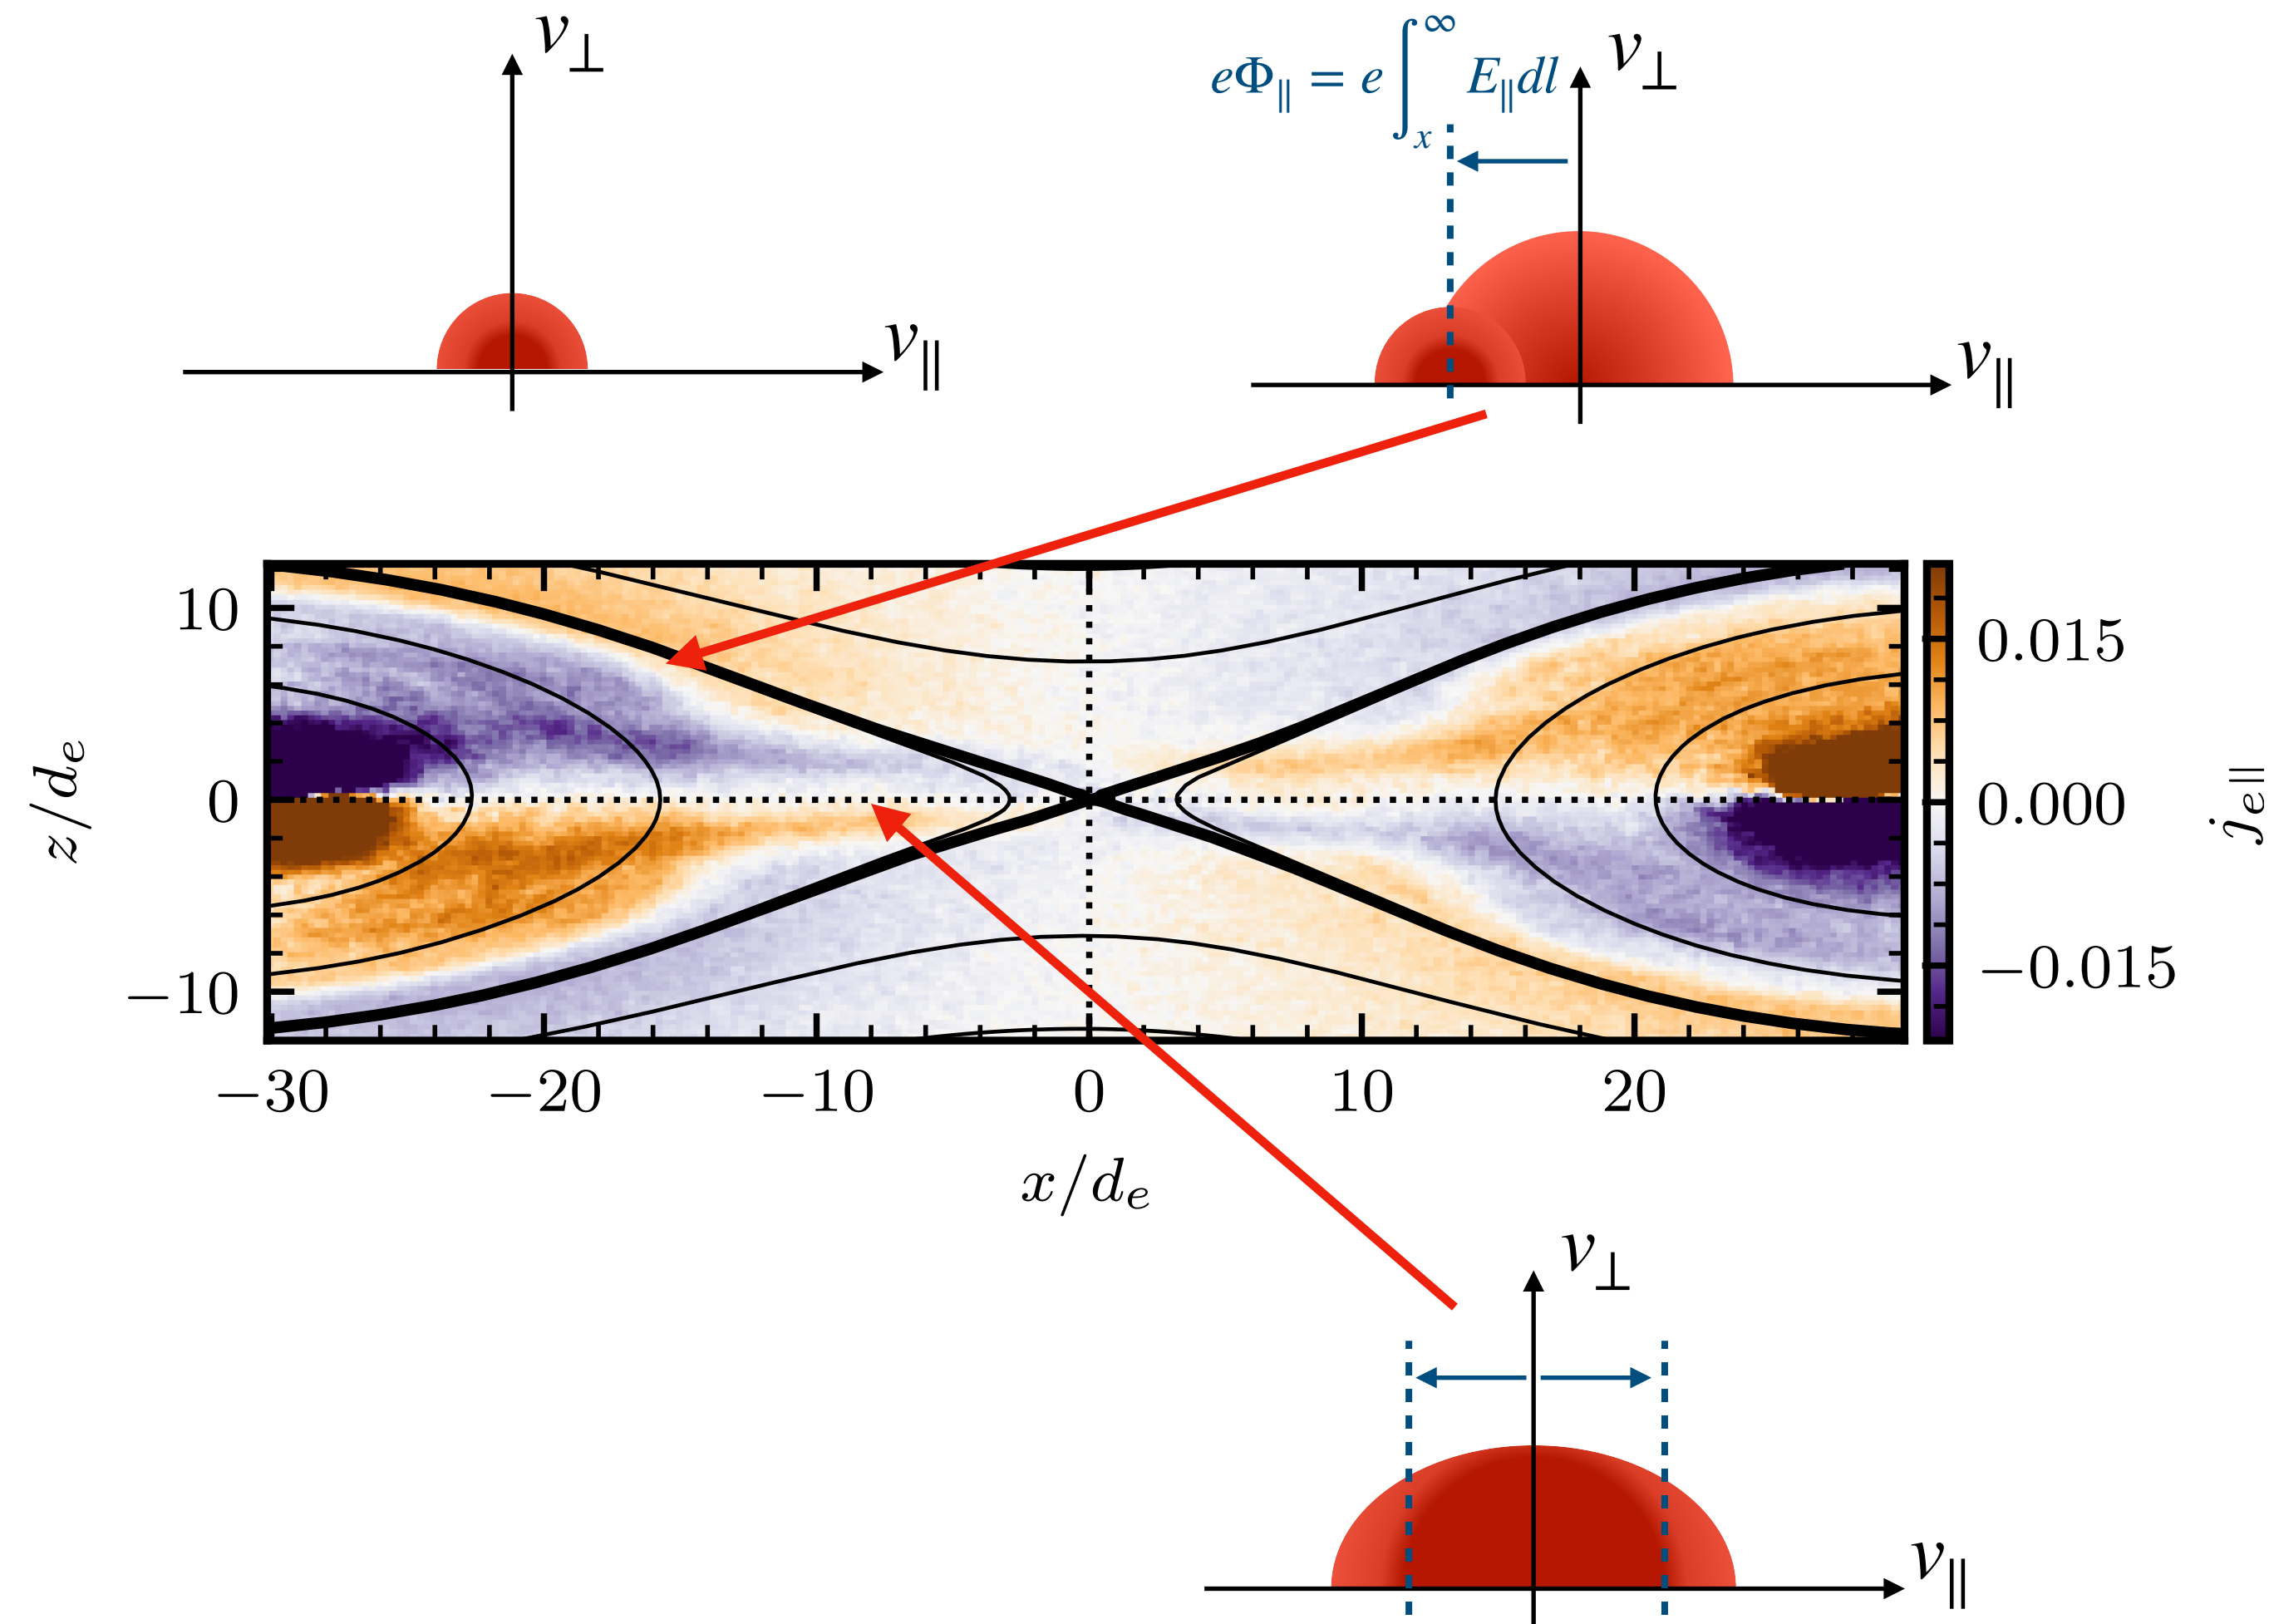 v⊥
v∥
eΦ∥ = e∫ₓ^∞ E∥dl
v⊥
v∥
10
0
−10
z/dₑ
−30
−20
−10
0
10
20
x/dₑ
0.015
0.000
−0.015
jₑ∥
v⊥
v∥